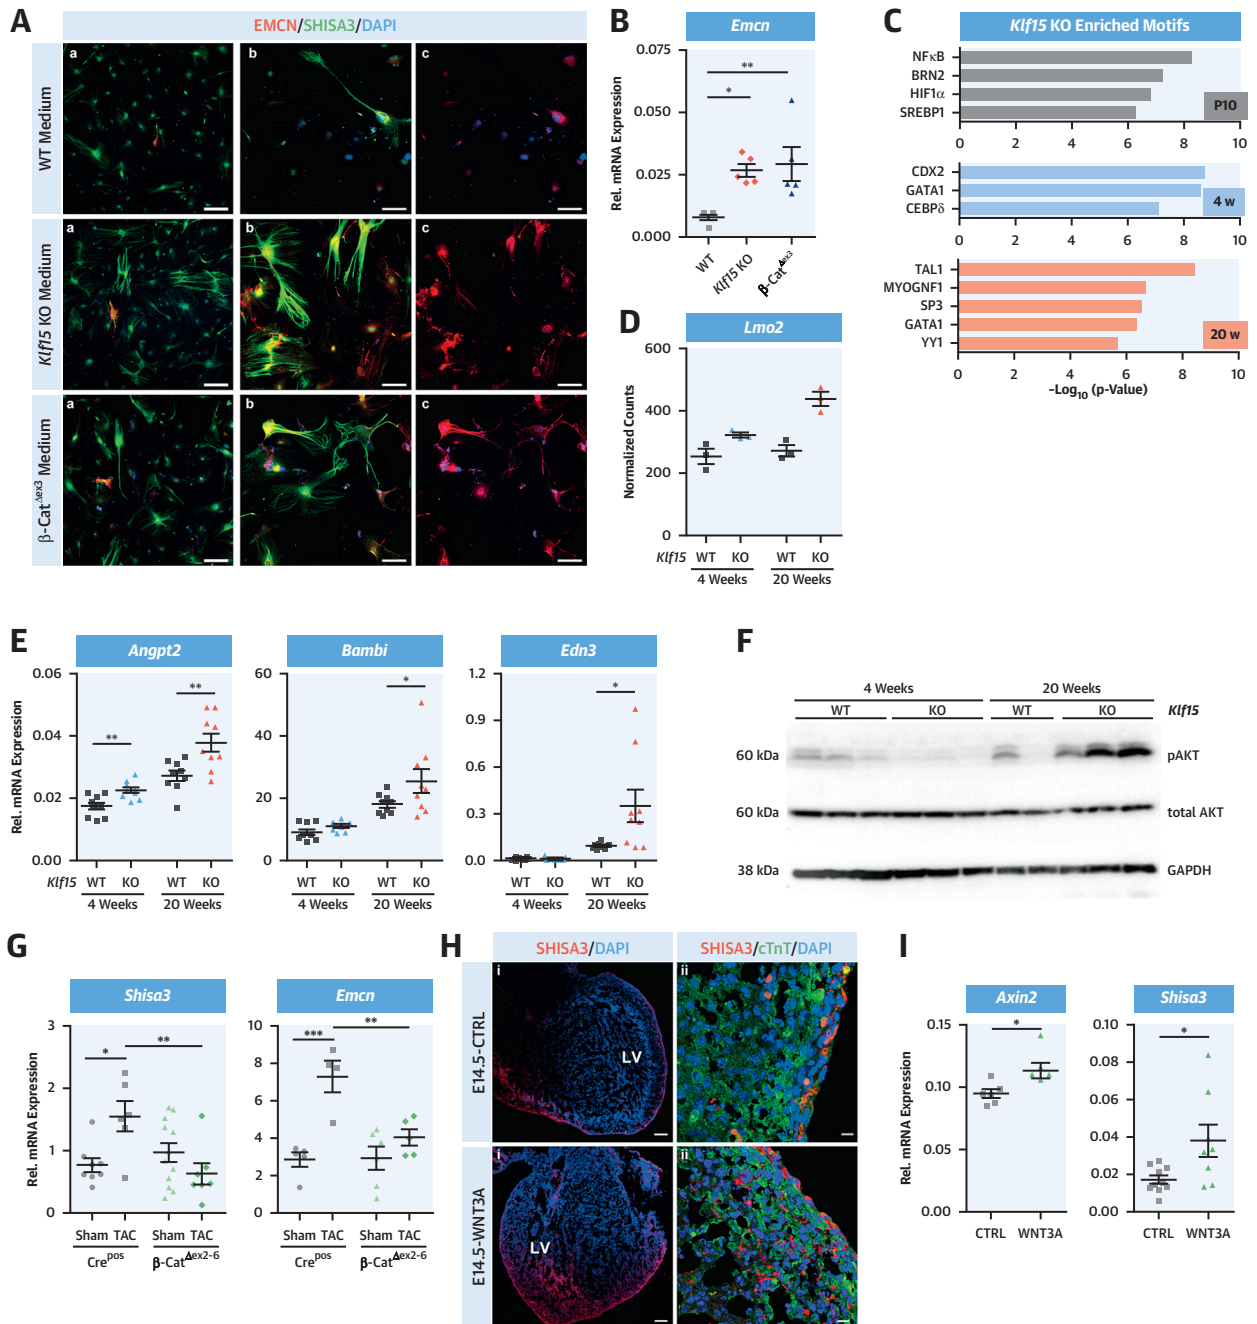 A
EMCN/SHISA3/DAPI
WT Medium
a
b
c
Klf15 KO Medium
a
b
c
β-Cat^Δex3 Medium
a
b
c
B
Emcn
Rel. mRNA Expression
0.075
0.050
0.025
0.000
**
*
WT
Klf15 KO
β-Cat^Δex3
C
Klf15 KO Enriched Motifs
NFκB
BRN2
HIF1α
SREBP1
P10
0 2 4 6 8 10
CDX2
GATA1
CEBPδ
4 w
0 2 4 6 8 10
TAL1
MYOGNF1
SP3
GATA1
YY1
20 w
0 2 4 6 8 10
−Log₁₀ (p-Value)
D
Lmo2
Normalized Counts
600
400
200
0
Klf15 WT KO WT KO
4 Weeks 20 Weeks
E
Angpt2
Rel. mRNA Expression
0.06
0.04
0.02
0.00
**
**
Klf15 WT KO WT KO
4 Weeks 20 Weeks
Bambi
60
40
20
0
*
WT KO WT KO
4 Weeks 20 Weeks
Edn3
1.2
0.9
0.6
0.3
0.0
*
WT KO WT KO
4 Weeks 20 Weeks
F
4 Weeks 20 Weeks
WT KO WT KO Klf15
60 kDa pAKT
60 kDa total AKT
38 kDa GAPDH
G
Shisa3
Rel. mRNA Expression
3
2
1
0
**
*
Sham TAC Sham TAC
Cre^pos β-Cat^Δex2-6
Emcn
10
8
6
4
2
0
**
***
Sham TAC Sham TAC
Cre^pos β-Cat^Δex2-6
H
SHISA3/DAPI
SHISA3/cTnT/DAPI
E14.5-CTRL
i
LV
ii
E14.5-WNT3A
i
LV
ii
I
Axin2
Rel. mRNA Expression
0.15
0.10
0.05
0.00
*
CTRL WNT3A
Shisa3
0.10
0.08
0.06
0.04
0.02
0.00
*
CTRL WNT3A